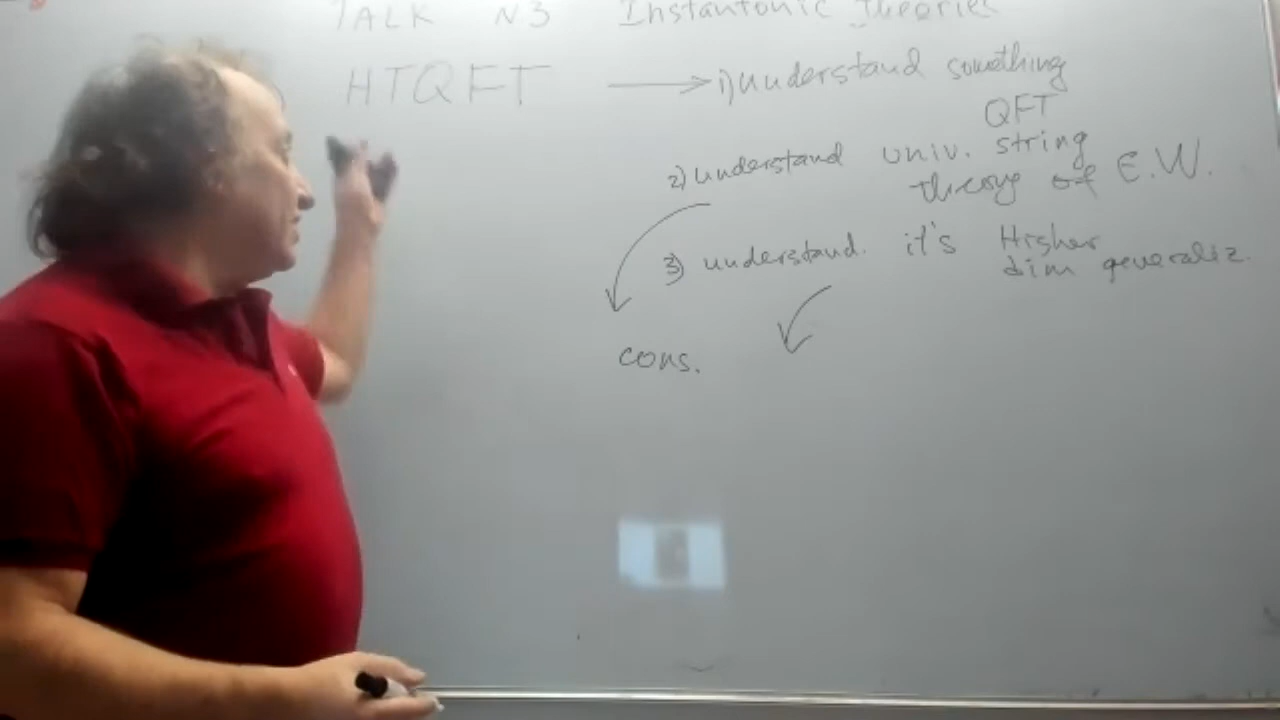 TALK N3 Instantonic Theories
HTQFT → 1) understand something
QFT
2) understand univ. string
theory of E.W.
3) understand. it's Higher
dim generaliz.
cons.